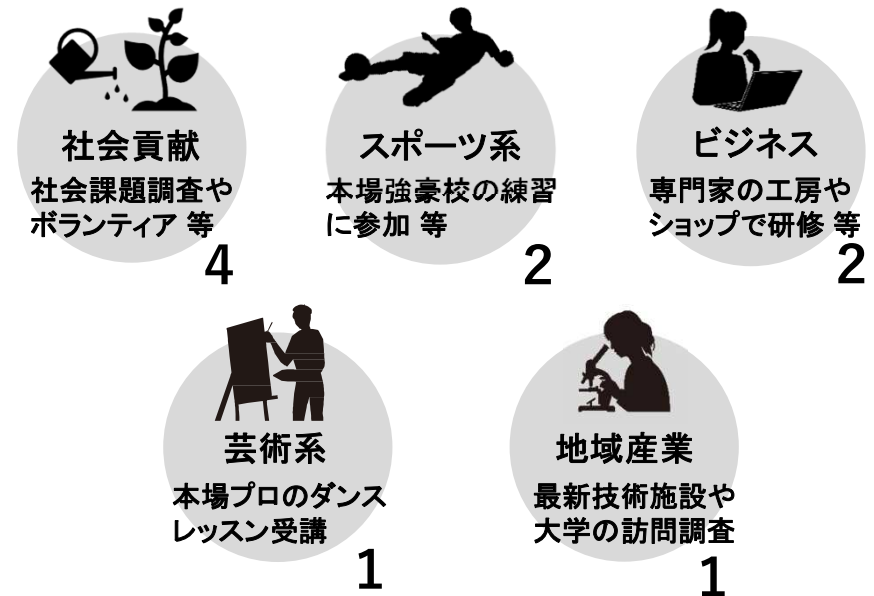 社会貢献
社会課題調査や
ボランティア 等
4
スポーツ系
本場強豪校の練習
に参加 等
2
ビジネス
専門家の工房や
ショップで研修 等
2
芸術系
本場プロのダンス
レッスン受講
1
地域産業
最新技術施設や
大学の訪問調査
1